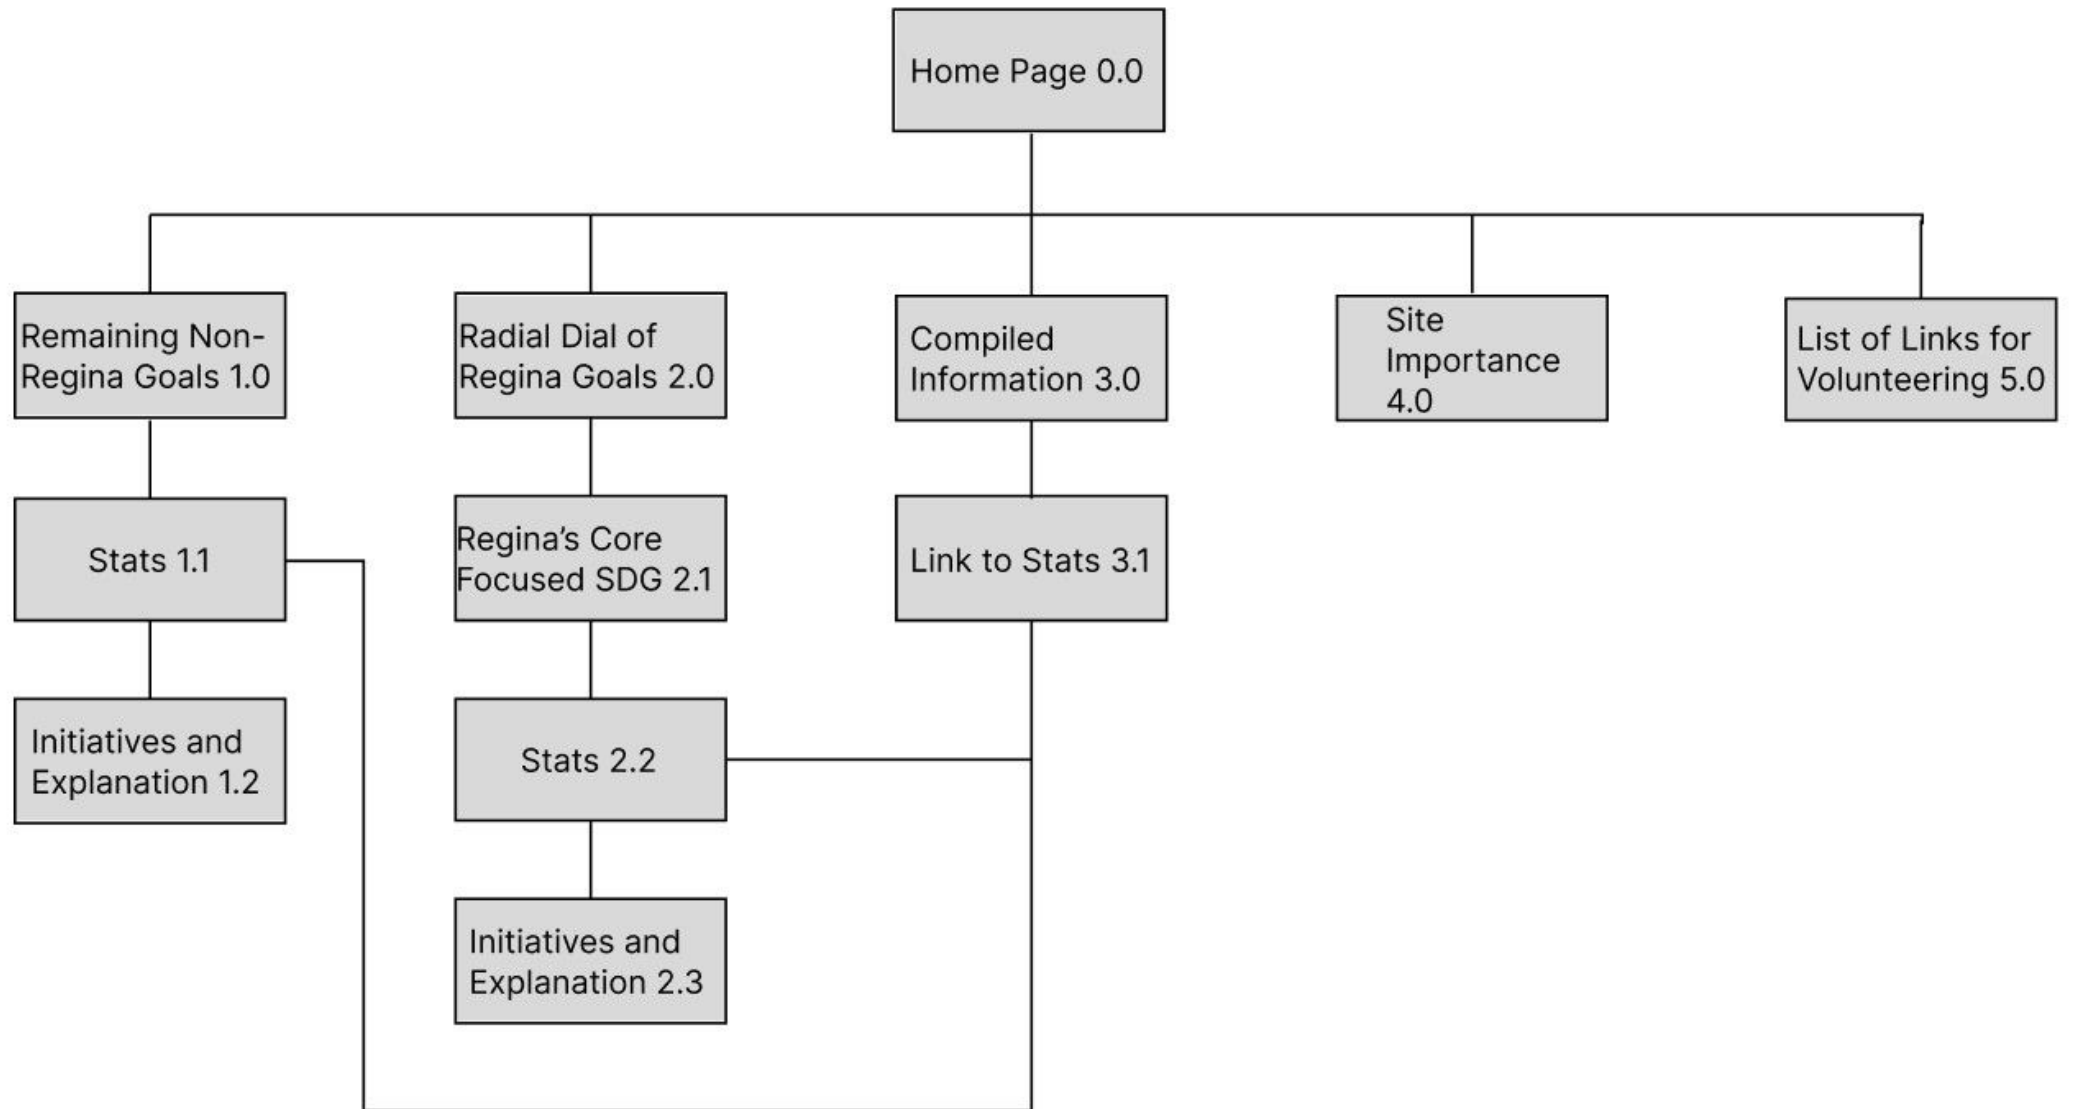 Home Page 0.0
Remaining Non-
Regina Goals 1.0
Radial Dial of
Regina Goals 2.0
Compiled
Information 3.0
Site
Importance
4.0
List of Links for
Volunteering 5.0
Stats 1.1
Regina’s Core
Focused SDG 2.1
Link to Stats 3.1
Initiatives and
Explanation 1.2
Stats 2.2
Initiatives and
Explanation 2.3